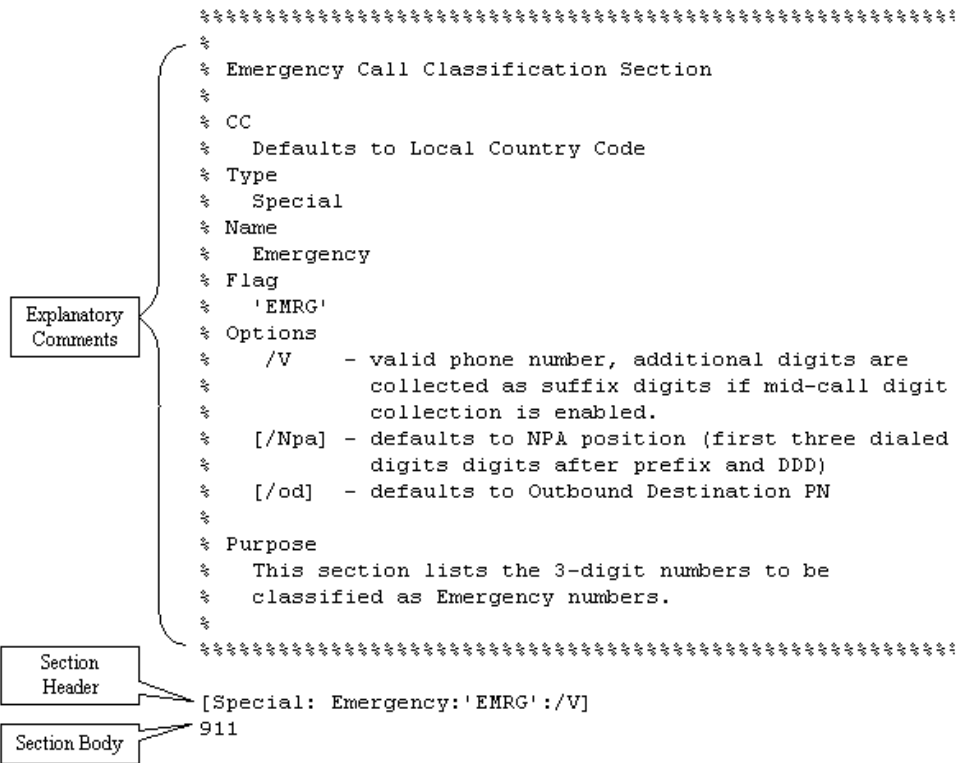 %%%%%%%%%%%%%%%%%%%%%%%%%%%%%%%%%%%%%%%%%%%%%%%%%%%%%%%%%%
%
% Emergency Call Classification Section
%
% CC
%   Defaults to Local Country Code
% Type
%   Special
% Name
%   Emergency
% Flag
%   'EMRG'
% Options
%    /V    - valid phone number, additional digits are
%            collected as suffix digits if mid-call digit
%            collection is enabled.
%   [/Npa] - defaults to NPA position (first three dialed
%            digits digits after prefix and DDD)
%   [/od]  - defaults to Outbound Destination PN
%
% Purpose
%   This section lists the 3-digit numbers to be
%   classified as Emergency numbers.
%
%%%%%%%%%%%%%%%%%%%%%%%%%%%%%%%%%%%%%%%%%%%%%%%%%%%%%%%%%%
Explanatory
Comments
Section
Header
[Special: Emergency:'EMRG':/V]
Section Body
911